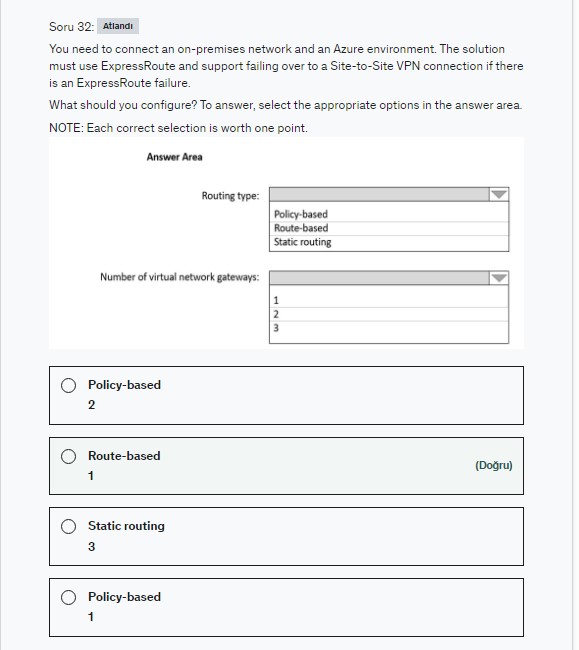 Soru 32: Atlandı
You need to connect an on-premises network and an Azure environment. The solution
must use ExpressRoute and support failing over to a Site-to-Site VPN connection if there
is an ExpressRoute failure.
What should you configure? To answer, select the appropriate options in the answer area.
NOTE: Each correct selection is worth one point.
Answer Area
Routing type:
Policy-based
Route-based
Static routing
Number of virtual network gateways:
1
2
3
Policy-based
2
Route-based
1
(Doğru)
Static routing
3
Policy-based
1